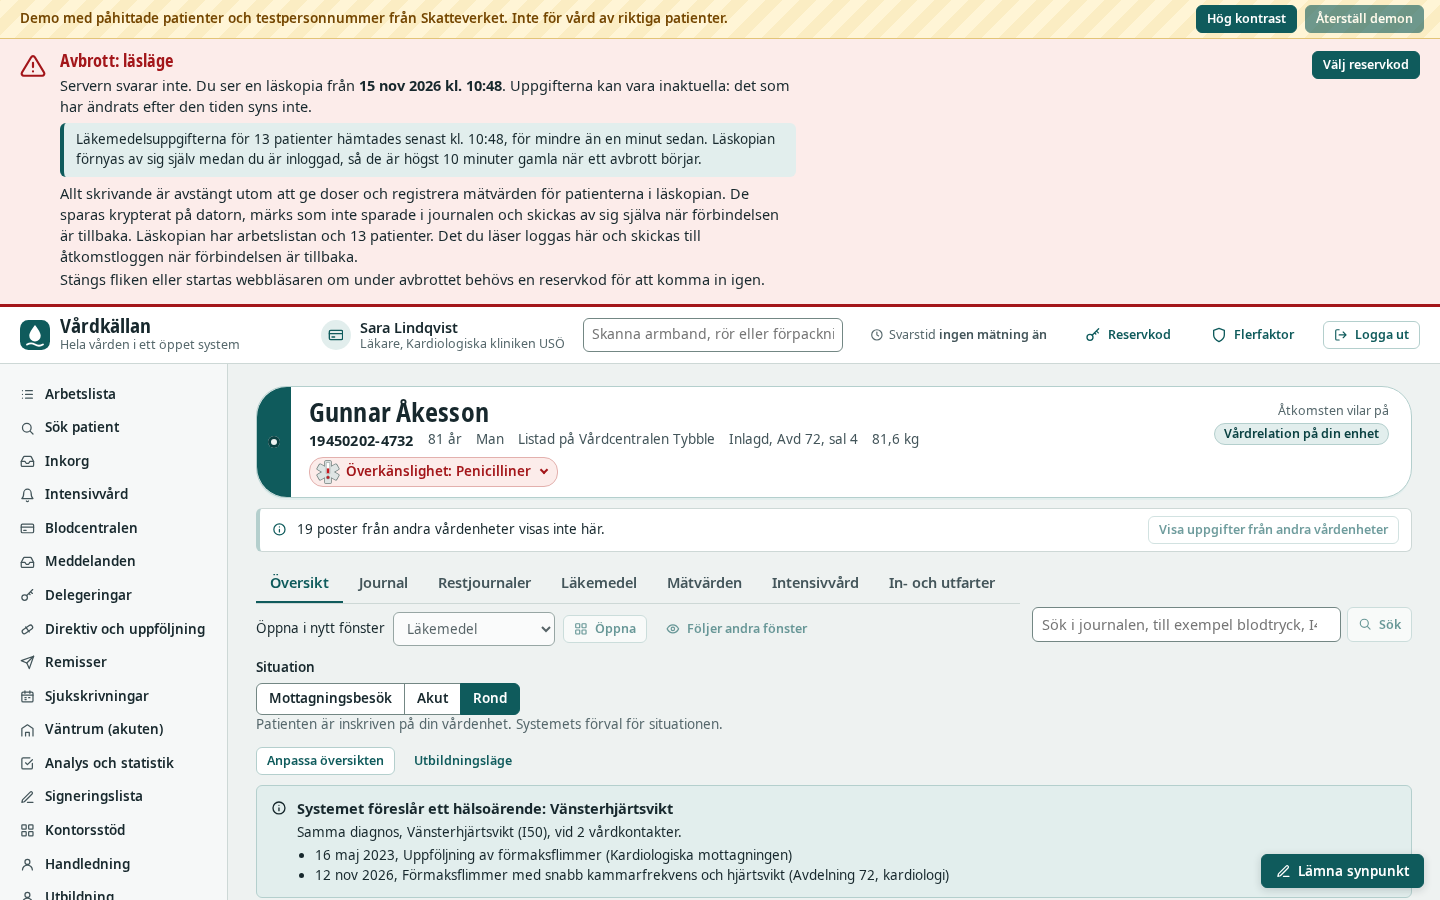 Demo med påhittade patienter och testpersonnummer från Skatteverket. Inte för vård av riktiga patienter.
Hög kontrast
Återställ demon
Avbrott: läsläge
Välj reservkod
Servern svarar inte. Du ser en läskopia från 15 nov 2026 kl. 10:48. Uppgifterna kan vara inaktuella: det som
har ändrats efter den tiden syns inte.
Läkemedelsuppgifterna för 13 patienter hämtades senast kl. 10:48, för mindre än en minut sedan. Läskopian
förnyas av sig själv medan du är inloggad, så de är högst 10 minuter gamla när ett avbrott börjar.
Allt skrivande är avstängt utom att ge doser och registrera mätvärden för patienterna i läskopian. De
sparas krypterat på datorn, märks som inte sparade i journalen och skickas av sig själva när förbindelsen
är tillbaka. Läskopian har arbetslistan och 13 patienter. Det du läser loggas här och skickas till
åtkomstloggen när förbindelsen är tillbaka.
Stängs fliken eller startas webbläsaren om under avbrottet behövs en reservkod för att komma in igen.
Vårdkällan
Hela vården i ett öppet system
Sara Lindqvist
Läkare, Kardiologiska kliniken USÖ
Skanna armband, rör eller förpackni
Svarstid ingen mätning än
Reservkod
Flerfaktor
Logga ut
Arbetslista
Sök patient
Inkorg
Intensivvård
Blodcentralen
Meddelanden
Delegeringar
Direktiv och uppföljning
Remisser
Sjukskrivningar
Väntrum (akuten)
Analys och statistik
Signeringslista
Kontorsstöd
Handledning
Utbildning
Gunnar Åkesson
19450202-4732 81 år Man Listad på Vårdcentralen Tybble Inlagd, Avd 72, sal 4 81,6 kg
Överkänslighet: Penicilliner
Åtkomsten vilar på
Vårdrelation på din enhet
19 poster från andra vårdenheter visas inte här.
Visa uppgifter från andra vårdenheter
Översikt
Journal
Restjournaler
Läkemedel
Mätvärden
Intensivvård
In- och utfarter
Öppna i nytt fönster
Läkemedel
Öppna
Följer andra fönster
Sök i journalen, till exempel blodtryck, I4
Sök
Situation
Mottagningsbesök
Akut
Rond
Patienten är inskriven på din vårdenhet. Systemets förval för situationen.
Anpassa översikten
Utbildningsläge
Systemet föreslår ett hälsoärende: Vänsterhjärtsvikt
Samma diagnos, Vänsterhjärtsvikt (I50), vid 2 vårdkontakter.
16 maj 2023, Uppföljning av förmaksflimmer (Kardiologiska mottagningen)
12 nov 2026, Förmaksflimmer med snabb kammarfrekvens och hjärtsvikt (Avdelning 72, kardiologi)
Lämna synpunkt